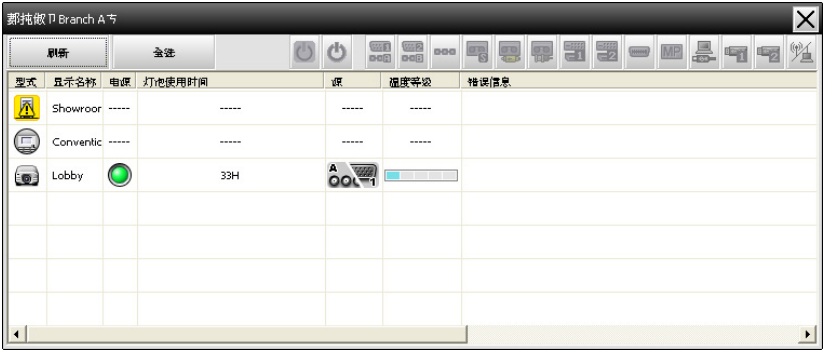 Branch A
刷新 全选 MP
型式 显示名称 电源 灯泡使用时间 源 温度等级 错误信息
Showroor ----- ----- ----- -----
Conventic ----- ----- ----- -----
Lobby 33H A 1